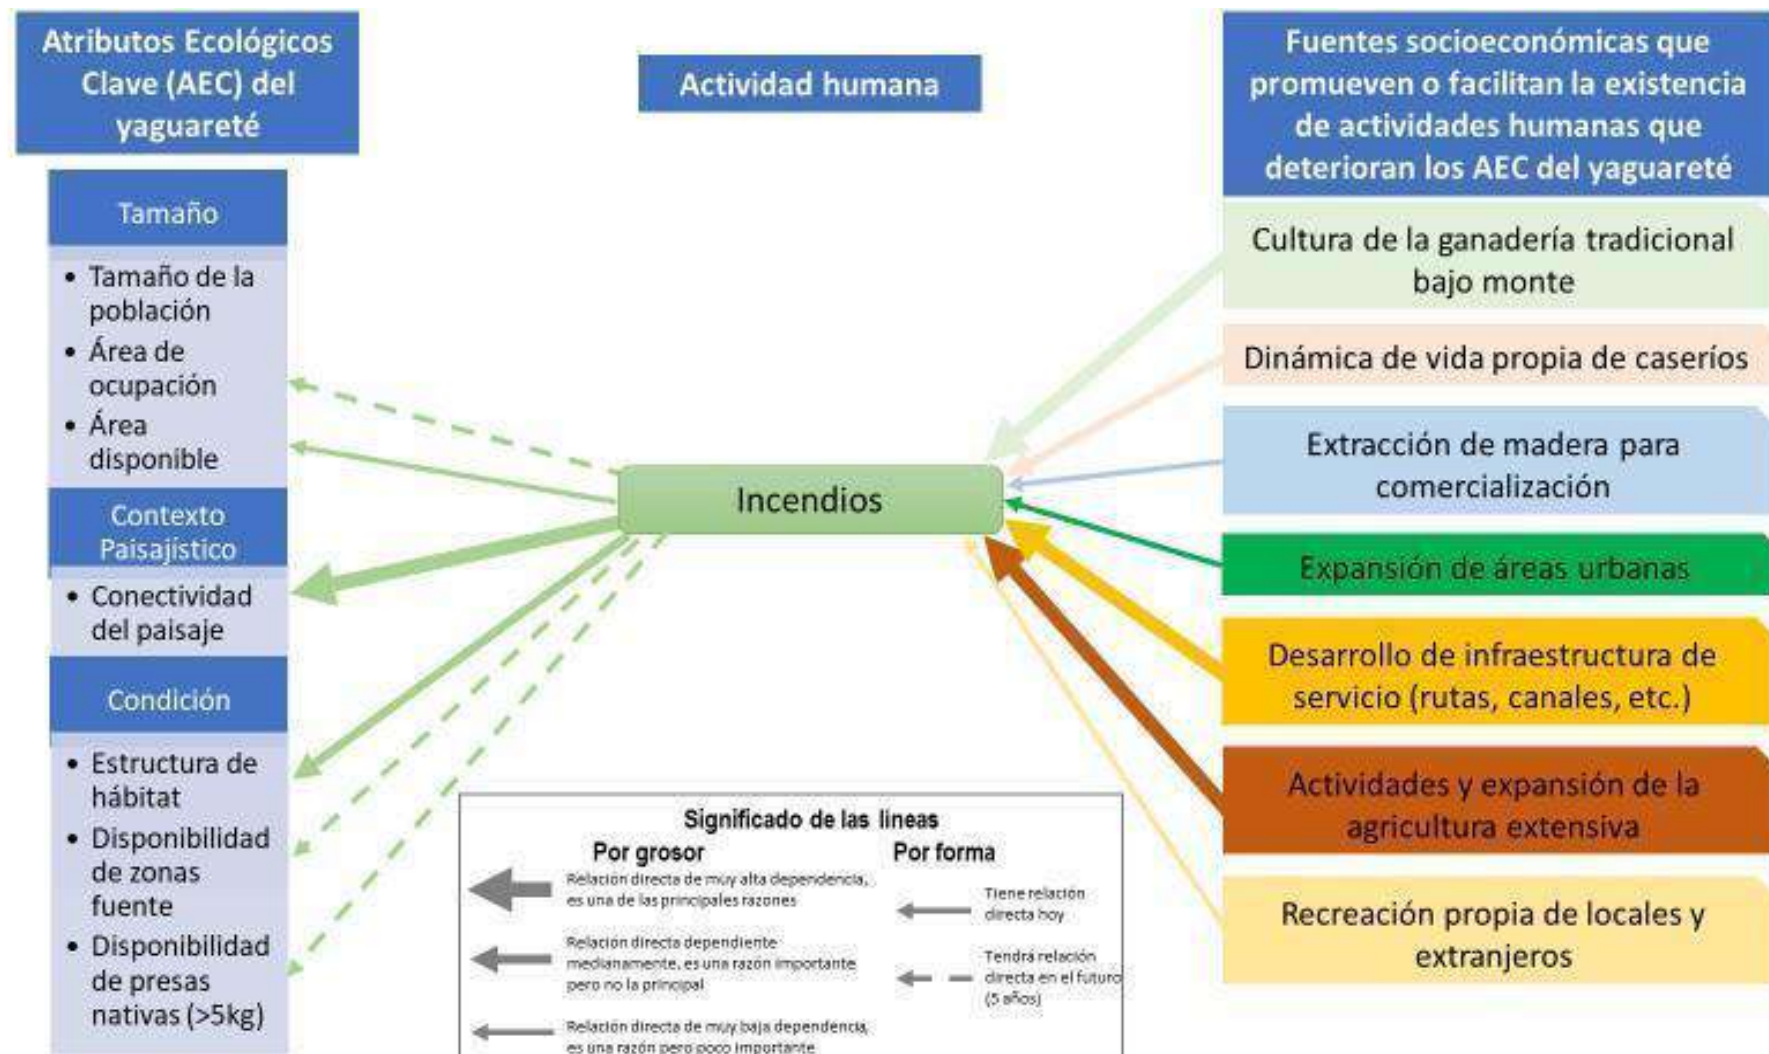 Atributos Ecológicos
Clave (AEC) del
yaguareté
Tamaño
• Tamaño de la
población
• Área de
ocupación
• Área
disponible
Contexto
Paisajístico
• Conectividad
del paisaje
Condición
• Estructura de
hábitat
• Disponibilidad
de zonas
fuente
• Disponibilidad
de presas
nativas (>5kg)
Actividad humana
Incendios
Fuentes socioeconómicas que
promueven o facilitan la existencia
de actividades humanas que
deterioran los AEC del yaguareté
Cultura de la ganadería tradicional
bajo monte
Dinámica de vida propia de caseríos
Extracción de madera para
comercialización
Expansión de áreas urbanas
Desarrollo de infraestructura de
servicio (rutas, canales, etc.)
Actividades y expansión de la
agricultura extensiva
Recreación propia de locales y
extranjeros
Significado de las lineas
Por grosor
Relación directa de muy alta dependencia,
es una de las principales razones
Relación directa dependiente
medianamente, es una razón importante
pero no la principal
Relación directa de muy baja dependencia,
es una razón pero poco importante
Por forma
Tiene relación
directa hoy
Tendrá relación
directa en el futuro
(5 años)